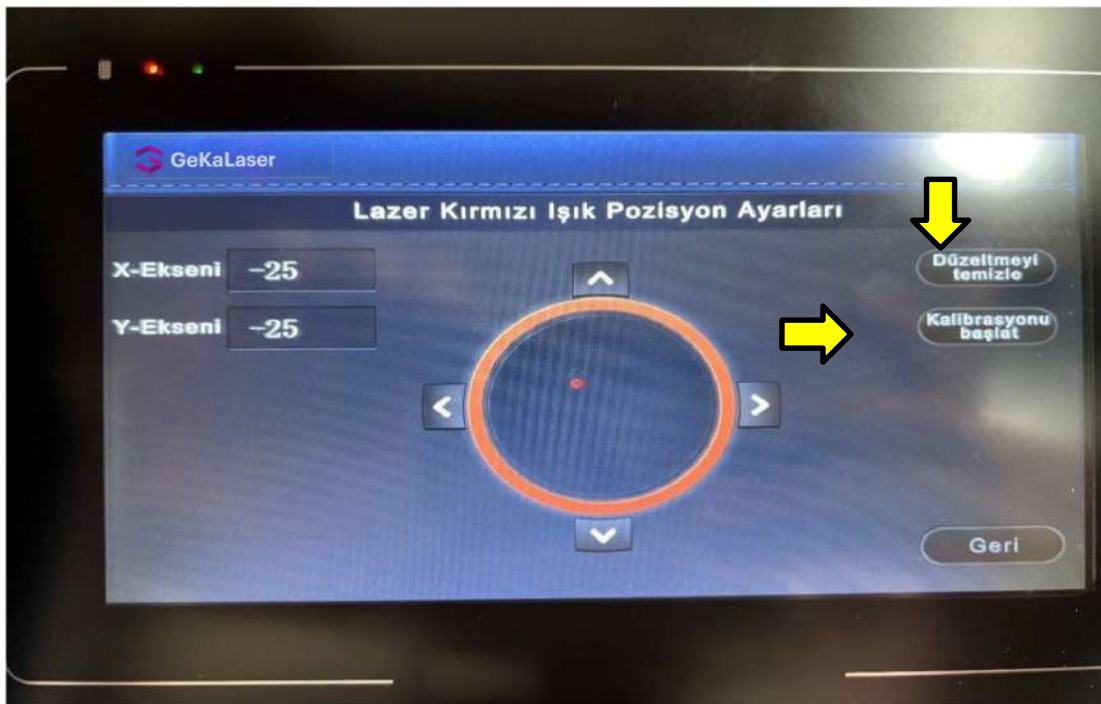 GeKaLaser
Lazer Kırmızı Işık Pozisyon Ayarları
X-Ekseni -25
Y-Ekseni -25
Düzeltmeyi
temizle
Kalibrasyonu
başlat
Geri